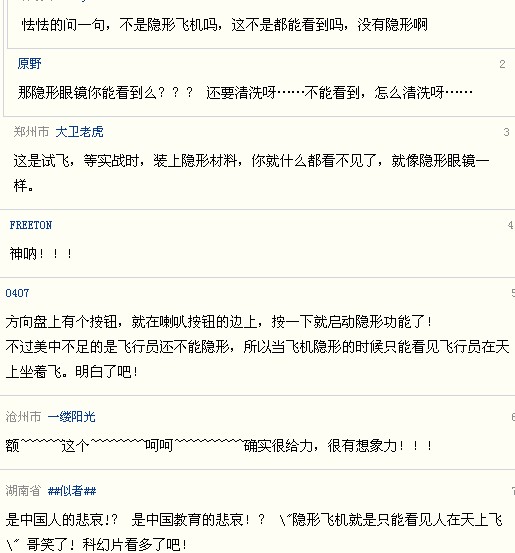 怯怯的问一句，不是隐形飞机吗，这不是都能看到吗，没有隐形啊
原野 2
那隐形眼镜你能看到么？？？ 还要清洗呀……不能看到，怎么清洗呀……
郑州市 大卫老虎 3
这是试飞，等实战时，装上隐形材料，你就什么都看不见了，就像隐形眼镜一
样。
FREETON 4
神呐！！！
0407 5
方向盘上有个按钮，就在喇叭按钮的边上，按一下就启动隐形功能了！
不过美中不足的是飞行员还不能隐形，所以当飞机隐形的时候只能看见飞行员在天
上坐着飞。明白了吧！
沧州市 一缕阳光 6
额~~~~~~这个~~~~~~~~呵呵~~~~~~~~~~确实很给力，很有想象力！！！
湖南省 ##似者## 7
是中国人的悲哀!？ 是中国教育的悲哀！？ \"隐形飞机就是只能看见人在天上飞
\" 哥笑了！科幻片看多了吧！